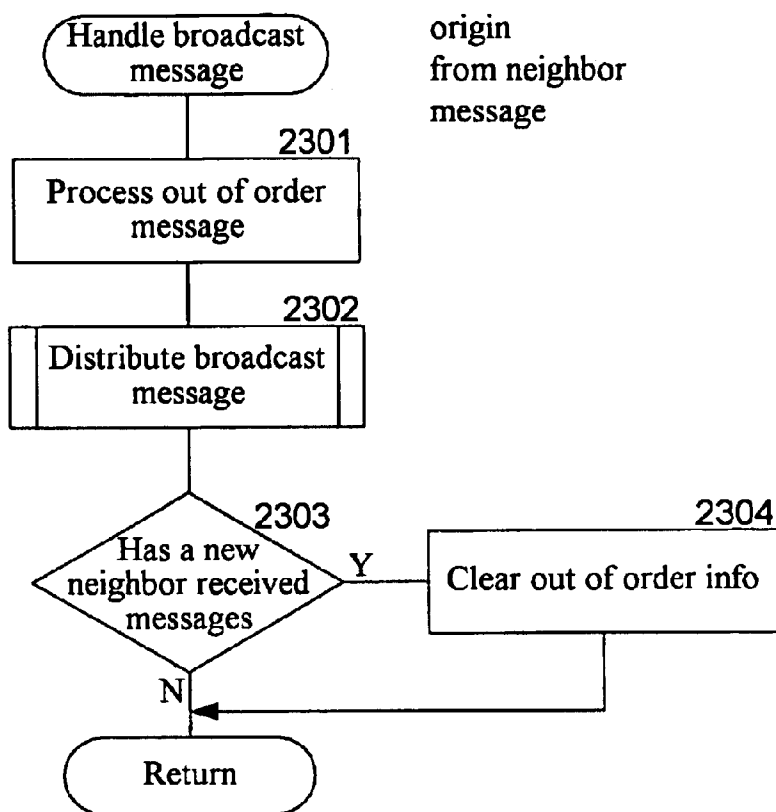 Handle broadcast
message
origin
from neighbor
message
2301
Process out of order
message
2302
Distribute broadcast
message
2303
Has a new
neighbor received
messages
Y
2304
Clear out of order info
N
Return